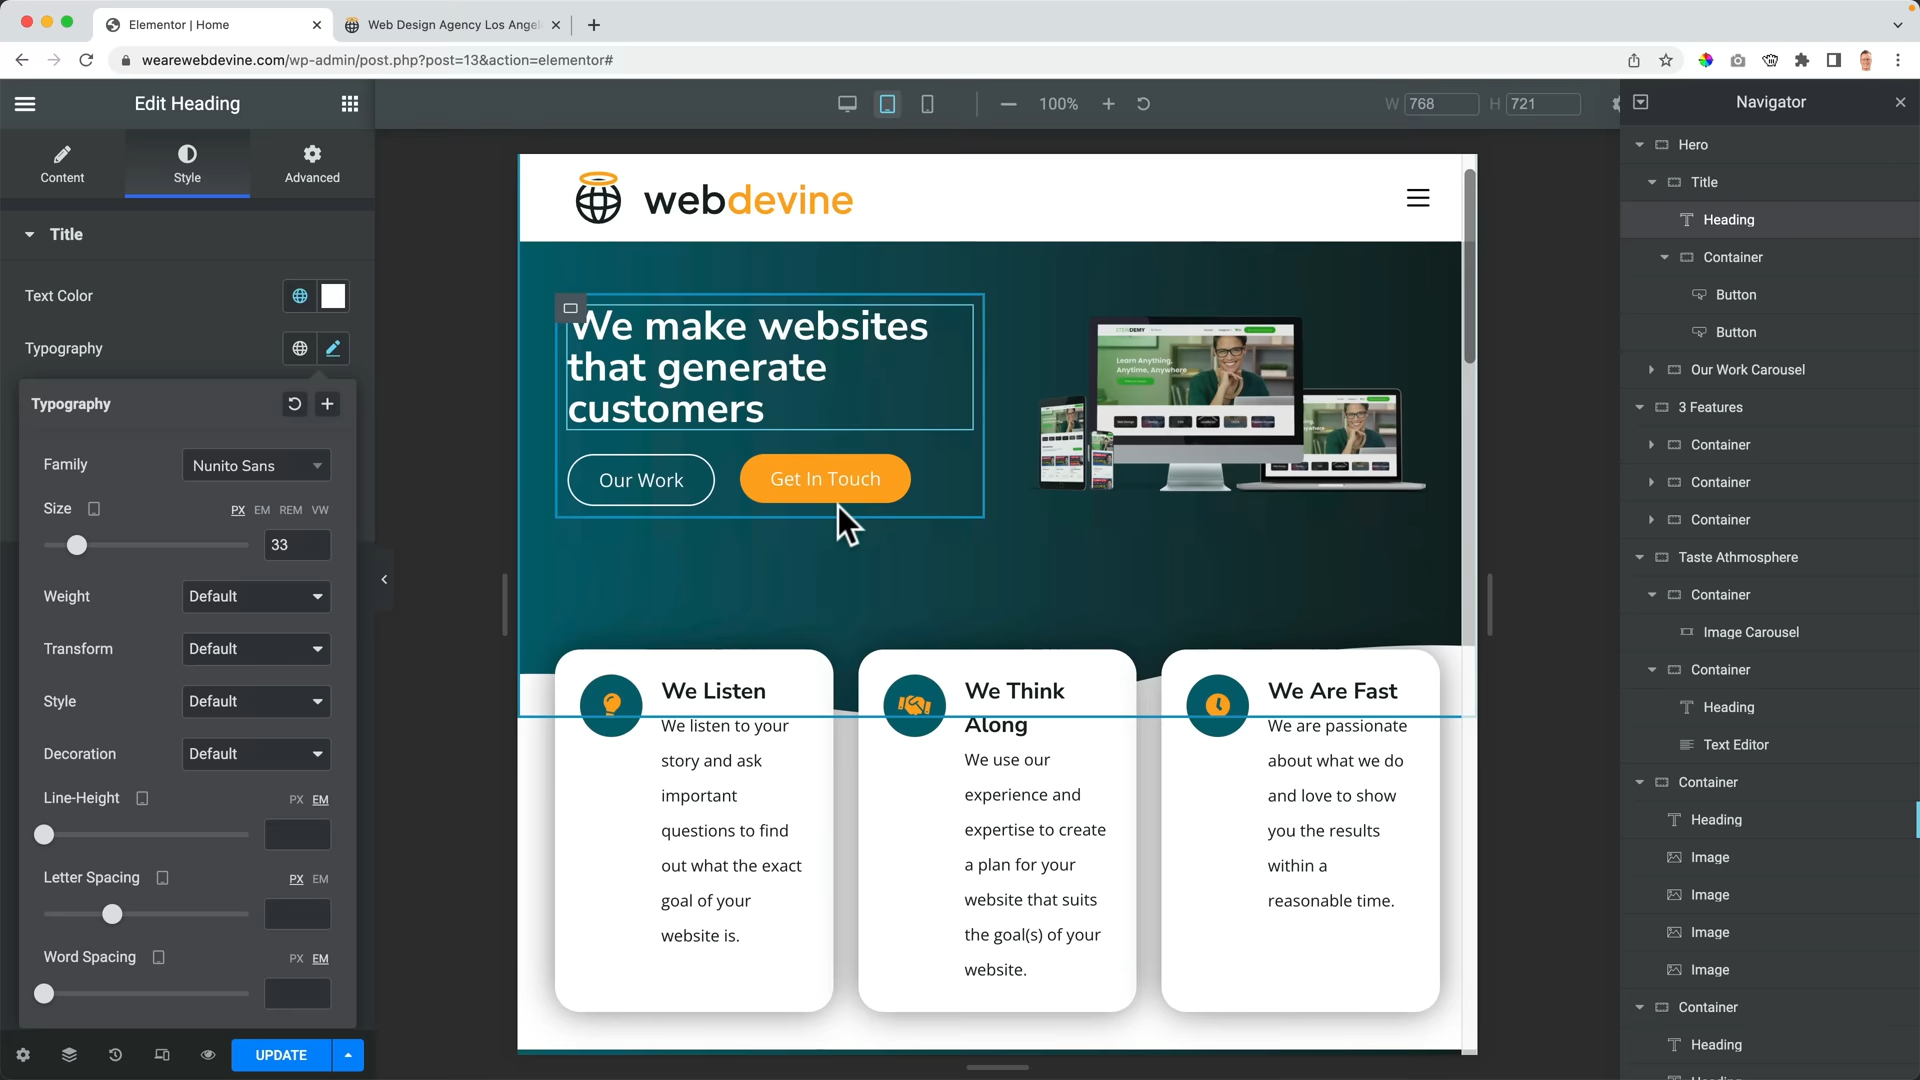 Elementor | Home
Web Design Agency Los Angel
wearewebdevine.com/wp-admin/post.php?post=13&action=elementor#
Edit Heading
100%
W 768
H 721
Navigator
Content
Style
Advanced
Title
Text Color
Typography
Typography
Family
Nunito Sans
Size
PX EM REM VW
33
Weight
Default
Transform
Default
Style
Default
Decoration
Default
Line-Height
PX EM
Letter Spacing
PX EM
Word Spacing
PX EM
UPDATE
webdevine
We make websites
that generate
customers
Our Work
Get In Touch
Learn Anything,
Anytime, Anywhere
We Listen
We listen to your
story and ask
important
questions to find
out what the exact
goal of your
website is.
We Think
Along
We use our
experience and
expertise to create
a plan for your
website that suits
the goal(s) of your
website.
We Are Fast
We are passionate
about what we do
and love to show
you the results
within a
reasonable time.
Hero
Title
Heading
Container
Button
Button
Our Work Carousel
3 Features
Container
Container
Container
Taste Athmosphere
Container
Image Carousel
Container
Heading
Text Editor
Container
Heading
Image
Image
Image
Image
Container
Heading